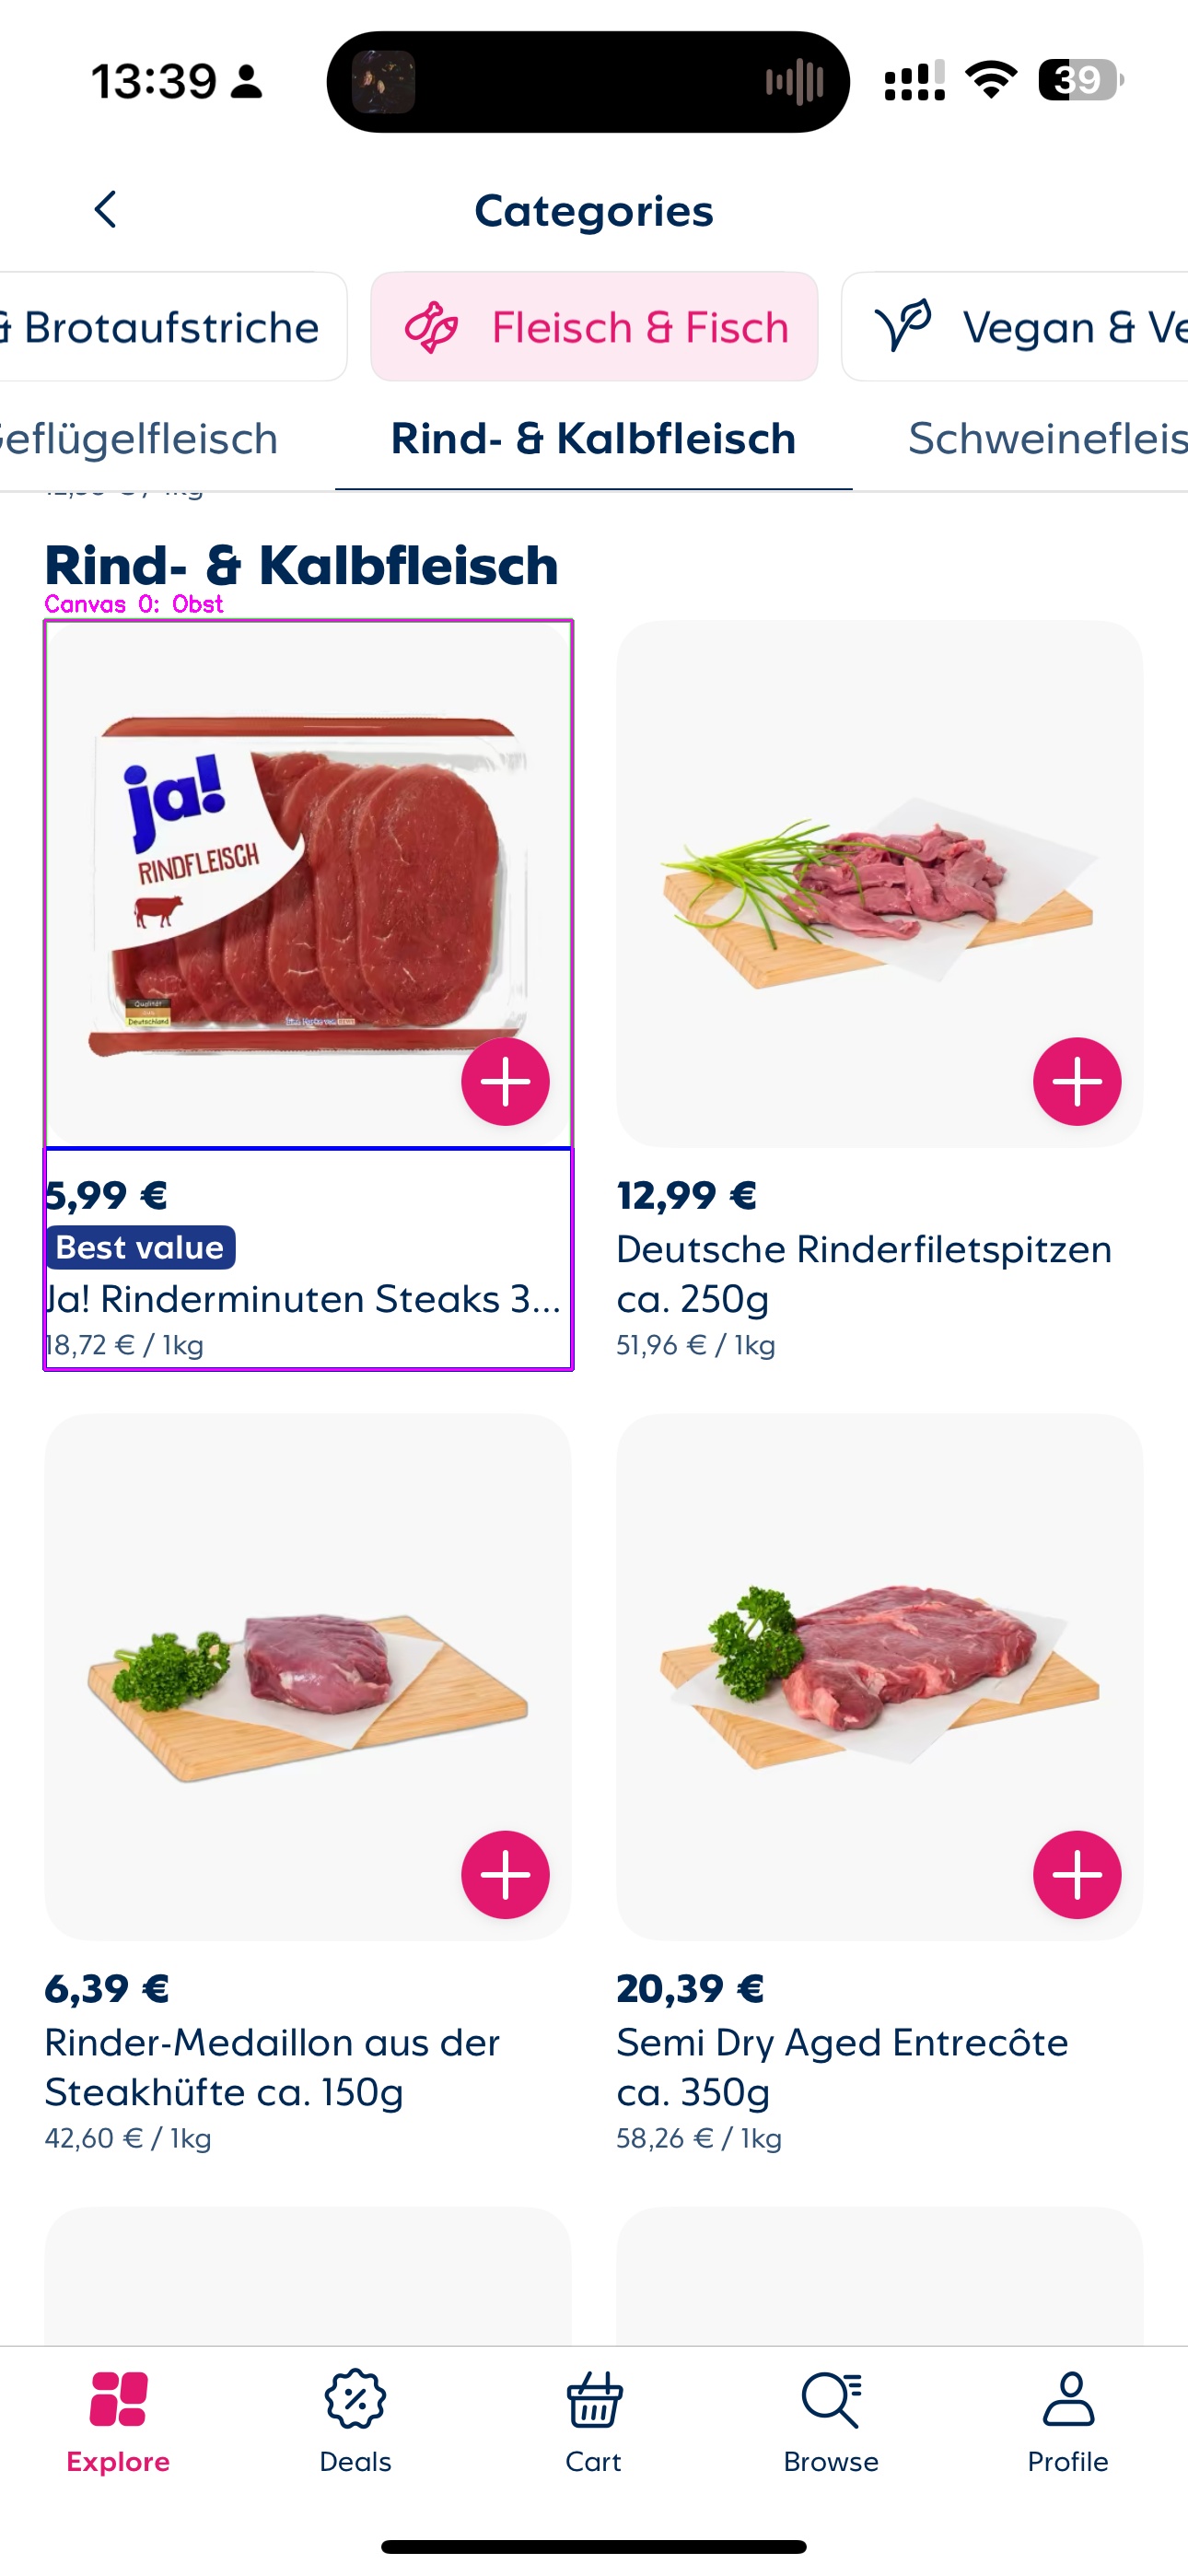 13:39
39
Categories
& Brotaufstriche
Fleisch & Fisch
Vegan & Ve
eflügelfleisch
Rind- & Kalbfleisch
Schweinefleis
Rind- & Kalbfleisch
Canvas 0: Obst
ja!
RINDFLEISCH
Qualität
aus
Deutschland
5,99 €
Best value
Ja! Rinderminuten Steaks 3...
18,72 € / 1kg
12,99 €
Deutsche Rinderfiletspitzen
ca. 250g
51,96 € / 1kg
6,39 €
Rinder-Medaillon aus der
Steakhüfte ca. 150g
42,60 € / 1kg
20,39 €
Semi Dry Aged Entrecôte
ca. 350g
58,26 € / 1kg
Explore
Deals
Cart
Browse
Profile